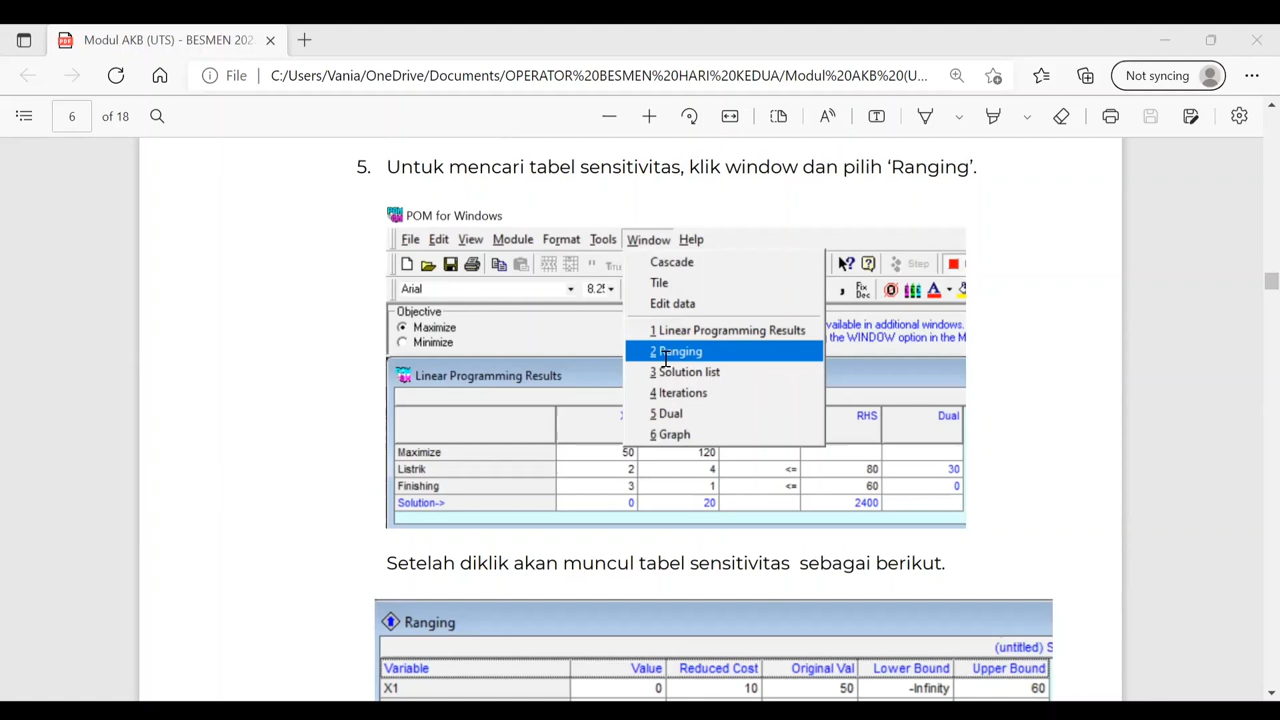 Modul AKB (UTS) - BESMEN 202
File C:/Users/Vania/OneDrive/Documents/OPERATOR%20BESMEN%20HARI%20KEDUA/Modul%20AKB%20(U... Not syncing
6 of 18
5. Untuk mencari tabel sensitivitas, klik window dan pilih ‘Ranging’.
POM for Windows
File Edit View Module Format Tools Window Help
Step
Arial 8.2 Fix Dec
Cascade
Tile
Edit data
1 Linear Programming Results
2 Ranging
3 Solution list
4 Iterations
5 Dual
6 Graph
Objective
Maximize
Minimize
vailable in additional windows.
the WINDOW option in the M
Linear Programming Results
RHS Dual
Maximize 50 120
Listrik 2 4 <= 80 30
Finishing 3 1 <= 60 0
Solution-> 0 20 2400
Setelah diklik akan muncul tabel sensitivitas sebagai berikut.
Ranging
(untitled) S
Variable Value Reduced Cost Original Val Lower Bound Upper Bound
X1 0 10 50 -Infinity 60